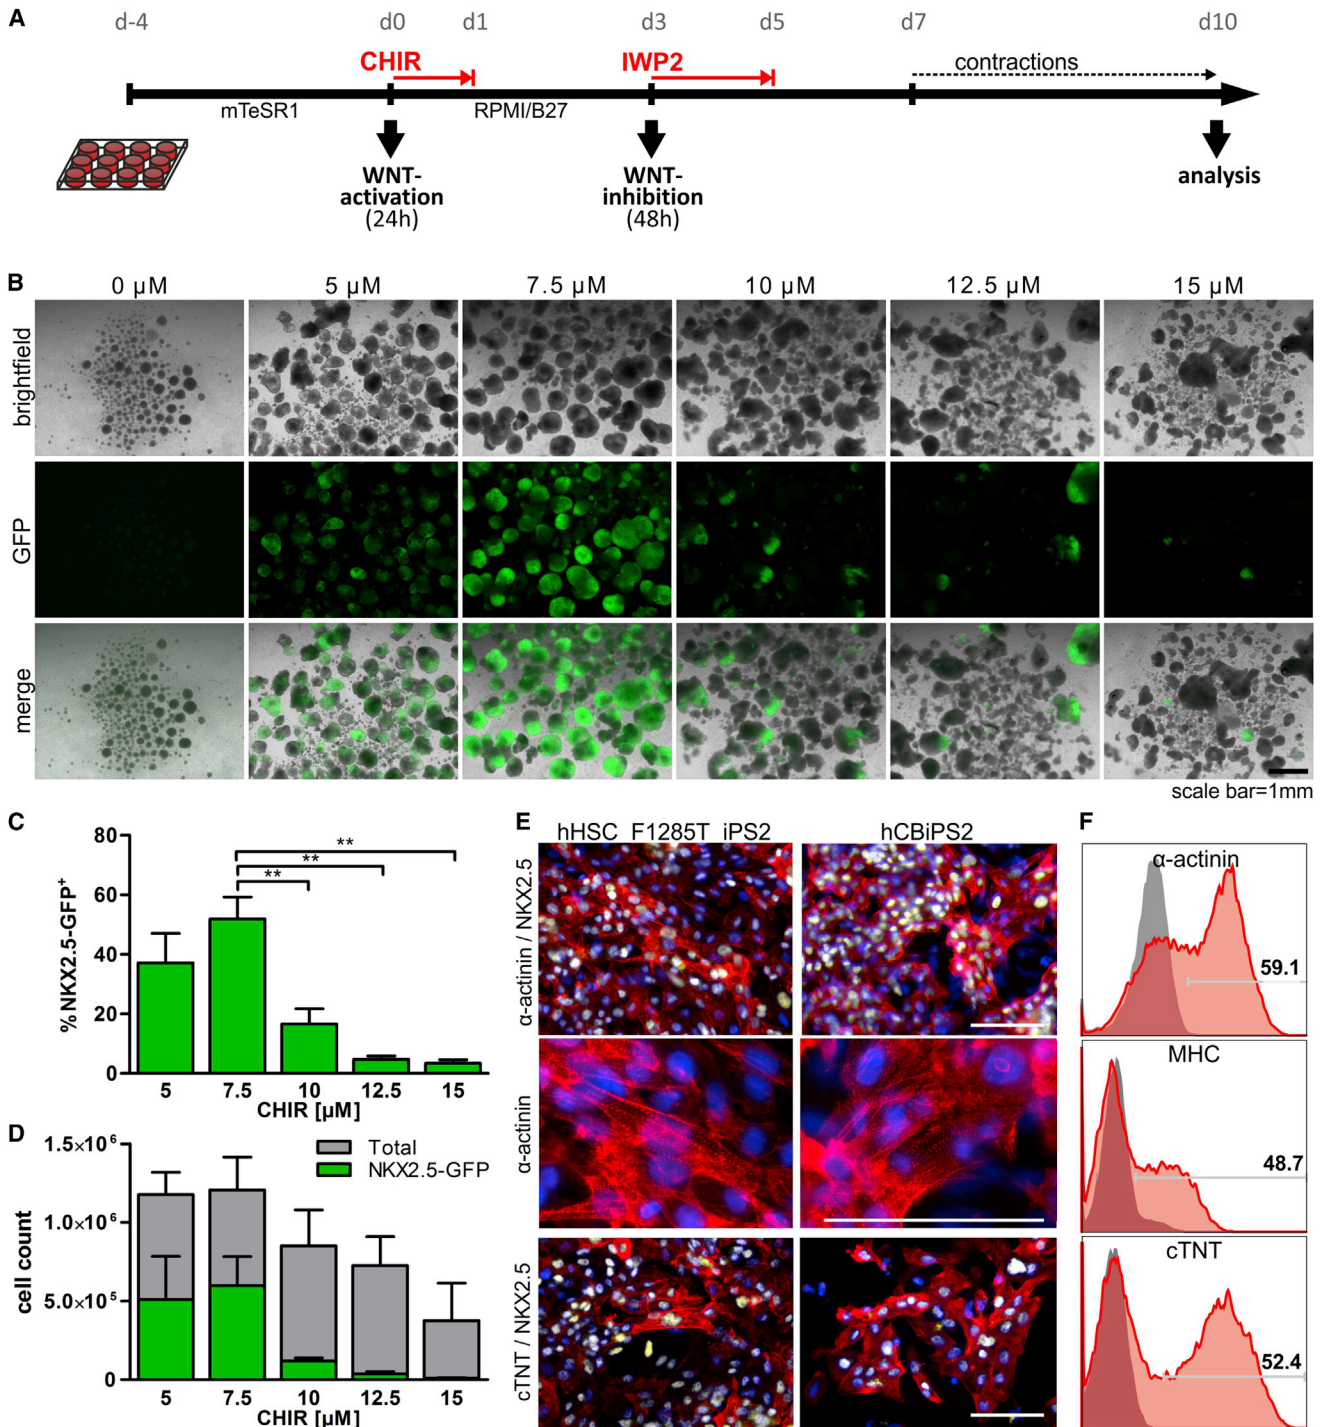 A
d-4
d0
d1
d3
d5
d7
d10
CHIR
IWP2
contractions
mTeSR1
RPMI/B27
WNT-
activation
(24h)
WNT-
inhibition
(48h)
analysis
B
0 µM
5 µM
7.5 µM
10 µM
12.5 µM
15 µM
brightfield
GFP
merge
scale bar=1mm
C
%NKX2.5-GFP⁺
80
60
40
20
0
**
**
**
5
7.5
10
12.5
15
CHIR [µM]
D
cell count
1.5×10⁶
1.0×10⁶
5.0×10⁵
0
Total
NKX2.5-GFP
5
7.5
10
12.5
15
CHIR [µM]
E
hHSC_F1285T_iPS2
hCBiPS2
α-actinin / NKX2.5
α-actinin
cTNT / NKX2.5
F
α-actinin
59.1
MHC
48.7
cTNT
52.4